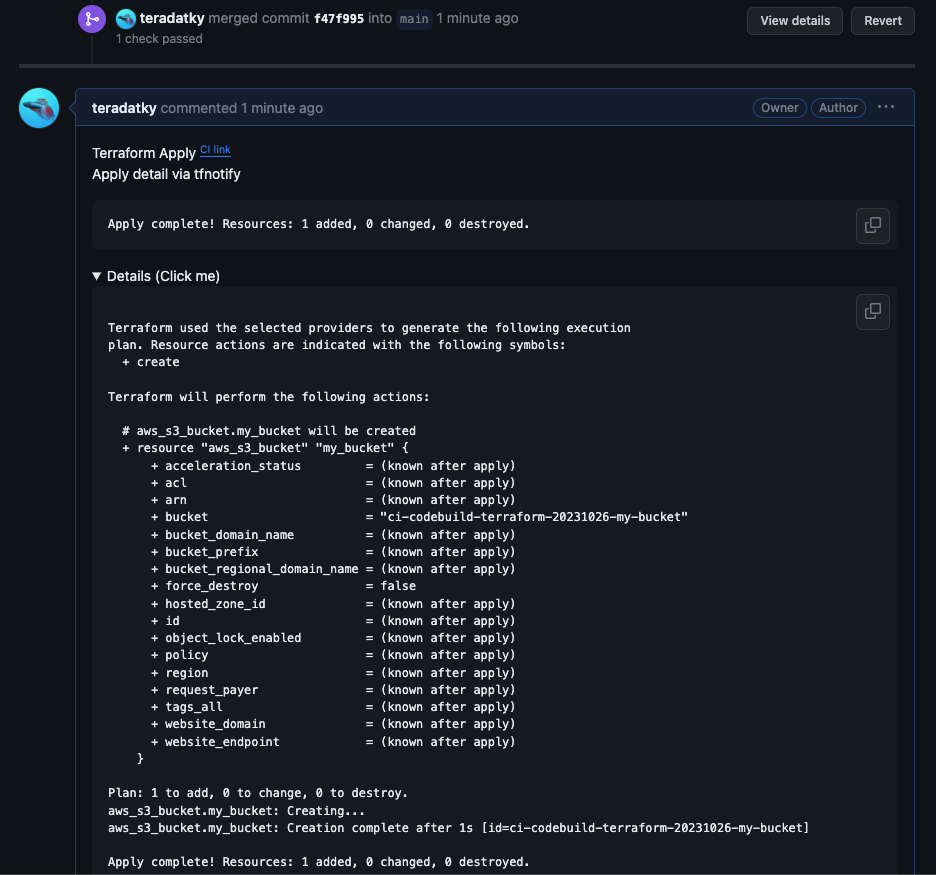 teradatky merged commit f47f995 into main 1 minute ago
View details
Revert
1 check passed
teradatky commented 1 minute ago
Owner
Author
...
Terraform Apply CI link
Apply detail via tfnotify
Apply complete! Resources: 1 added, 0 changed, 0 destroyed.
▼ Details (Click me)
Terraform used the selected providers to generate the following execution
plan. Resource actions are indicated with the following symbols:
  + create
Terraform will perform the following actions:
  # aws_s3_bucket.my_bucket will be created
  + resource "aws_s3_bucket" "my_bucket" {
      + acceleration_status         = (known after apply)
      + acl                         = (known after apply)
      + arn                         = (known after apply)
      + bucket                      = "ci-codebuild-terraform-20231026-my-bucket"
      + bucket_domain_name          = (known after apply)
      + bucket_prefix               = (known after apply)
      + bucket_regional_domain_name = (known after apply)
      + force_destroy               = false
      + hosted_zone_id              = (known after apply)
      + id                          = (known after apply)
      + object_lock_enabled         = (known after apply)
      + policy                      = (known after apply)
      + region                      = (known after apply)
      + request_payer               = (known after apply)
      + tags_all                    = (known after apply)
      + website_domain              = (known after apply)
      + website_endpoint            = (known after apply)
    }
Plan: 1 to add, 0 to change, 0 to destroy.
aws_s3_bucket.my_bucket: Creating...
aws_s3_bucket.my_bucket: Creation complete after 1s [id=ci-codebuild-terraform-20231026-my-bucket]
Apply complete! Resources: 1 added, 0 changed, 0 destroyed.